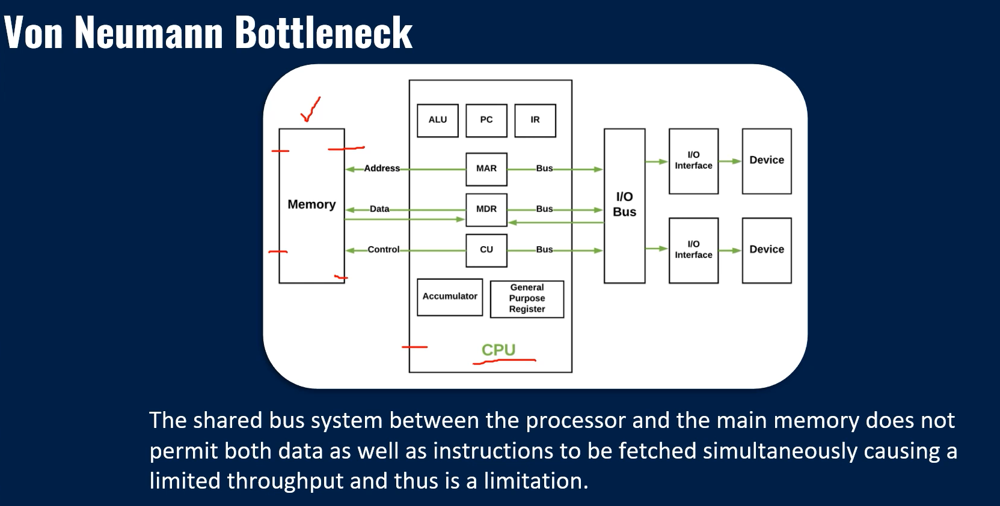 Von Neumann Bottleneck
ALU
PC
IR
Address
MAR
Bus
Memory
Data
MDR
Bus
Control
CU
Bus
Accumulator
General
Purpose
Register
CPU
I/O
Bus
I/O
Interface
Device
I/O
Interface
Device
The shared bus system between the processor and the main memory does not
permit both data as well as instructions to be fetched simultaneously causing a
limited throughput and thus is a limitation.